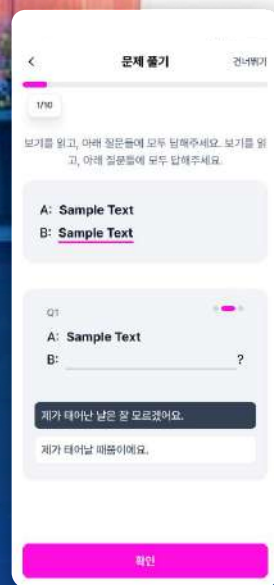 < 문제 풀기 건너뛰기
1/10
보기를 읽고, 아래 질문들에 모두 답해주세요. 보기를 읽
고, 아래 질문들에 모두 답해주세요.
A: Sample Text
B: Sample Text
Q1
A: Sample Text
B: ____________________?
제가 태어난 날은 잘 모르겠어요.
제가 태어날 때쯤이에요.
확인